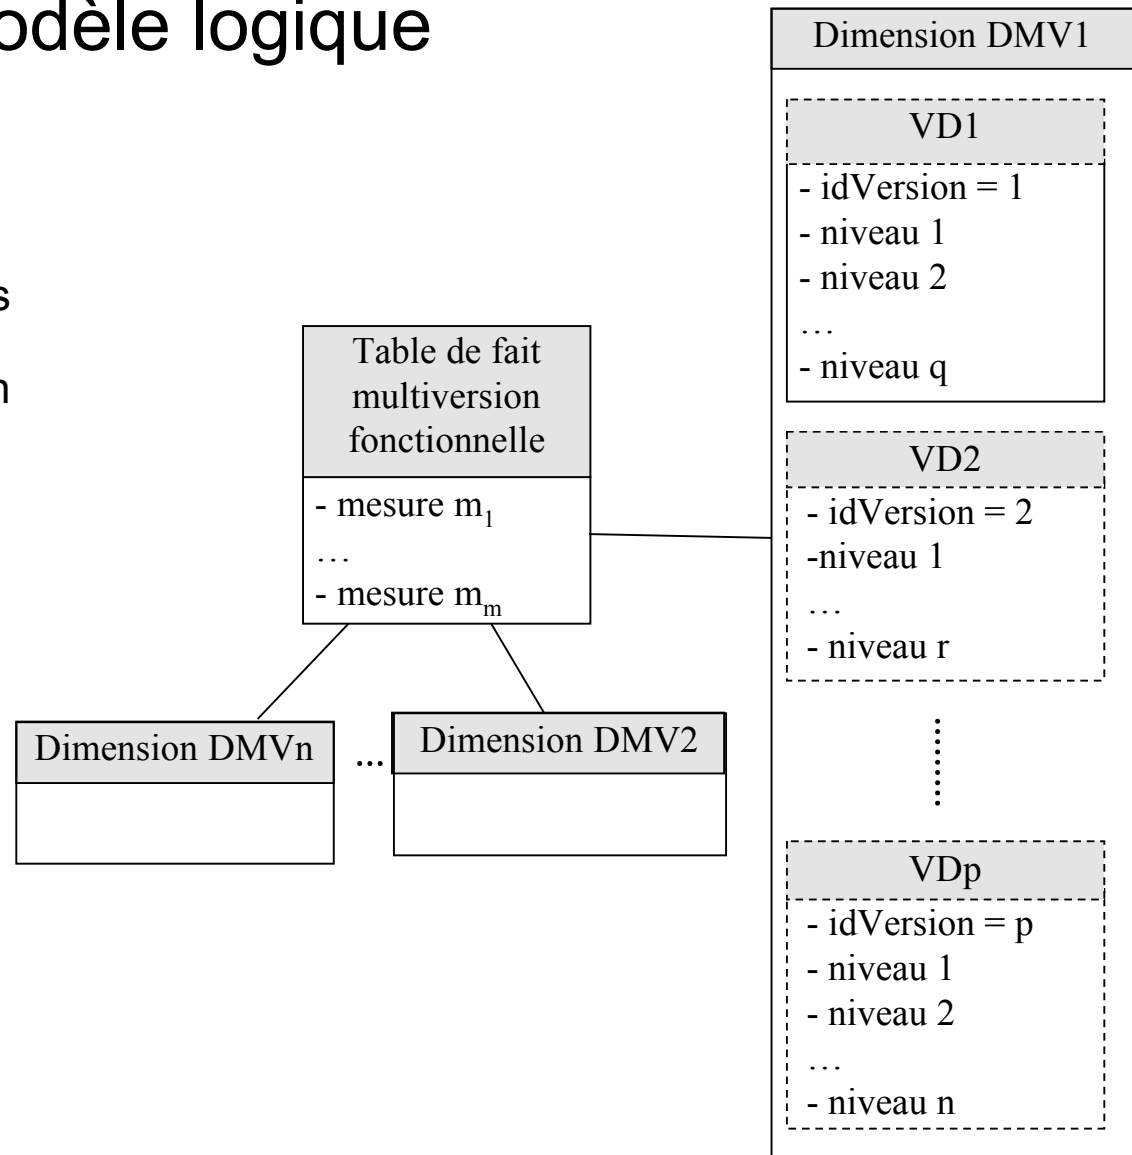 odèle logique
s
n
Table de fait
multiversion
fonctionnelle
- mesure m1
…
- mesure mm
Dimension DMVn
...
Dimension DMV2
Dimension DMV1
VD1
- idVersion = 1
- niveau 1
- niveau 2
…
- niveau q
VD2
- idVersion = 2
-niveau 1
…
- niveau r
VDp
- idVersion = p
- niveau 1
- niveau 2
…
- niveau n